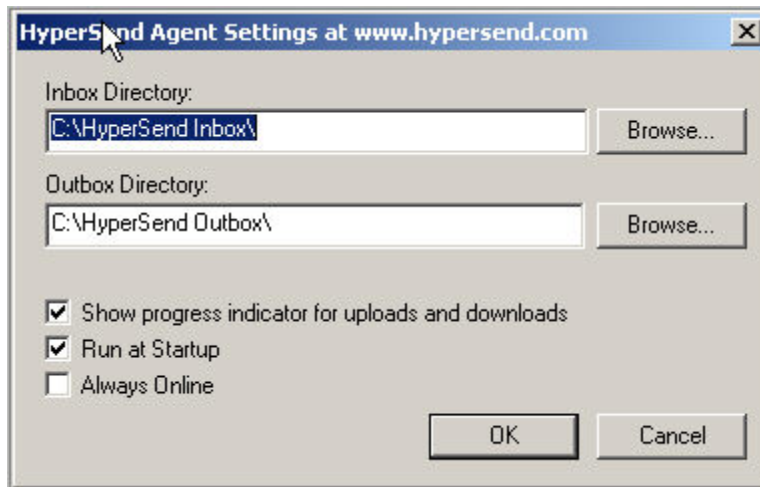 HyperSend Agent Settings at www.hypersend.com
Inbox Directory:
C:\HyperSend Inbox\
Browse...
Outbox Directory:
C:\HyperSend Outbox\
Browse...
Show progress indicator for uploads and downloads
Run at Startup
Always Online
OK
Cancel